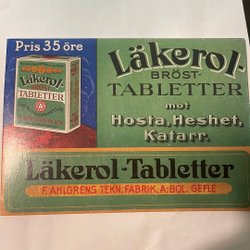 Pris 35 öre
Läkerol-
BRÖST-
TABLETTER
mot
Hosta, Heshet,
Katarr.
Läkerol-
TABLETTER
A
Läkerol-Tabletter
F. AHLGRENS TEKN. FABRIK, A.-BOL. GEFLE